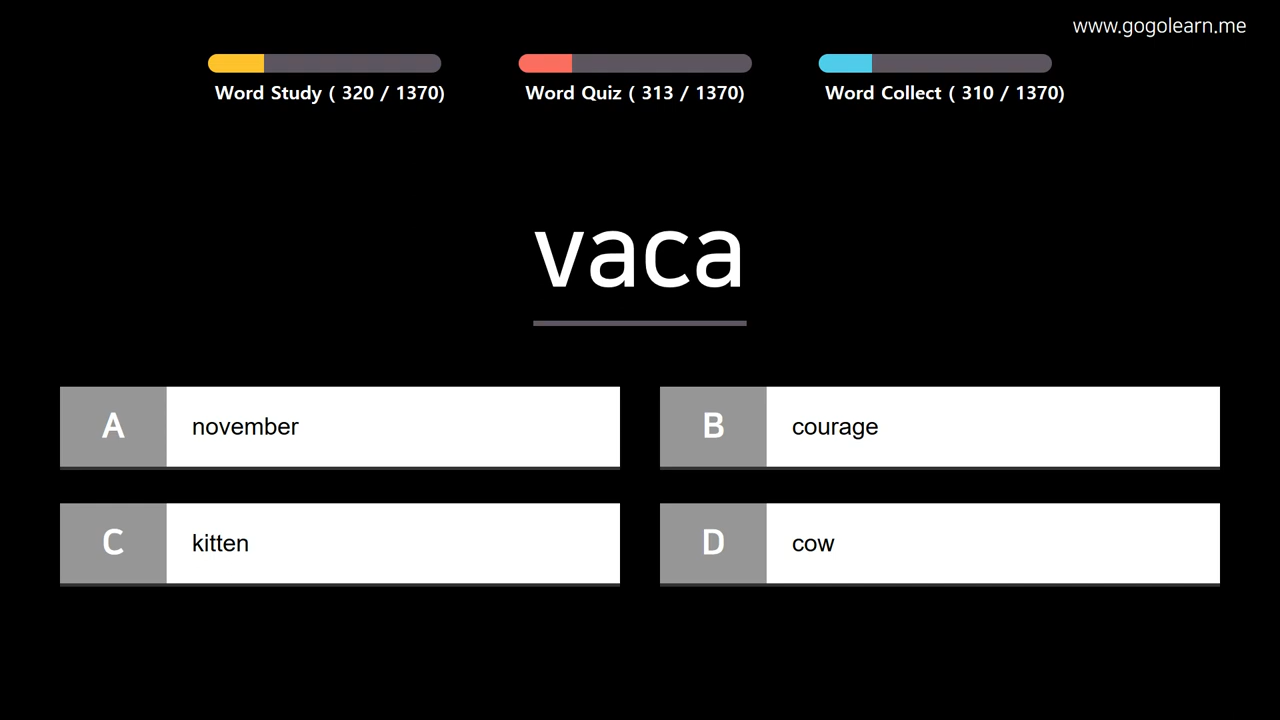 www.gogolearn.me
Word Study ( 320 / 1370)
Word Quiz ( 313 / 1370)
Word Collect ( 310 / 1370)
vaca
A
november
B
courage
C
kitten
D
cow